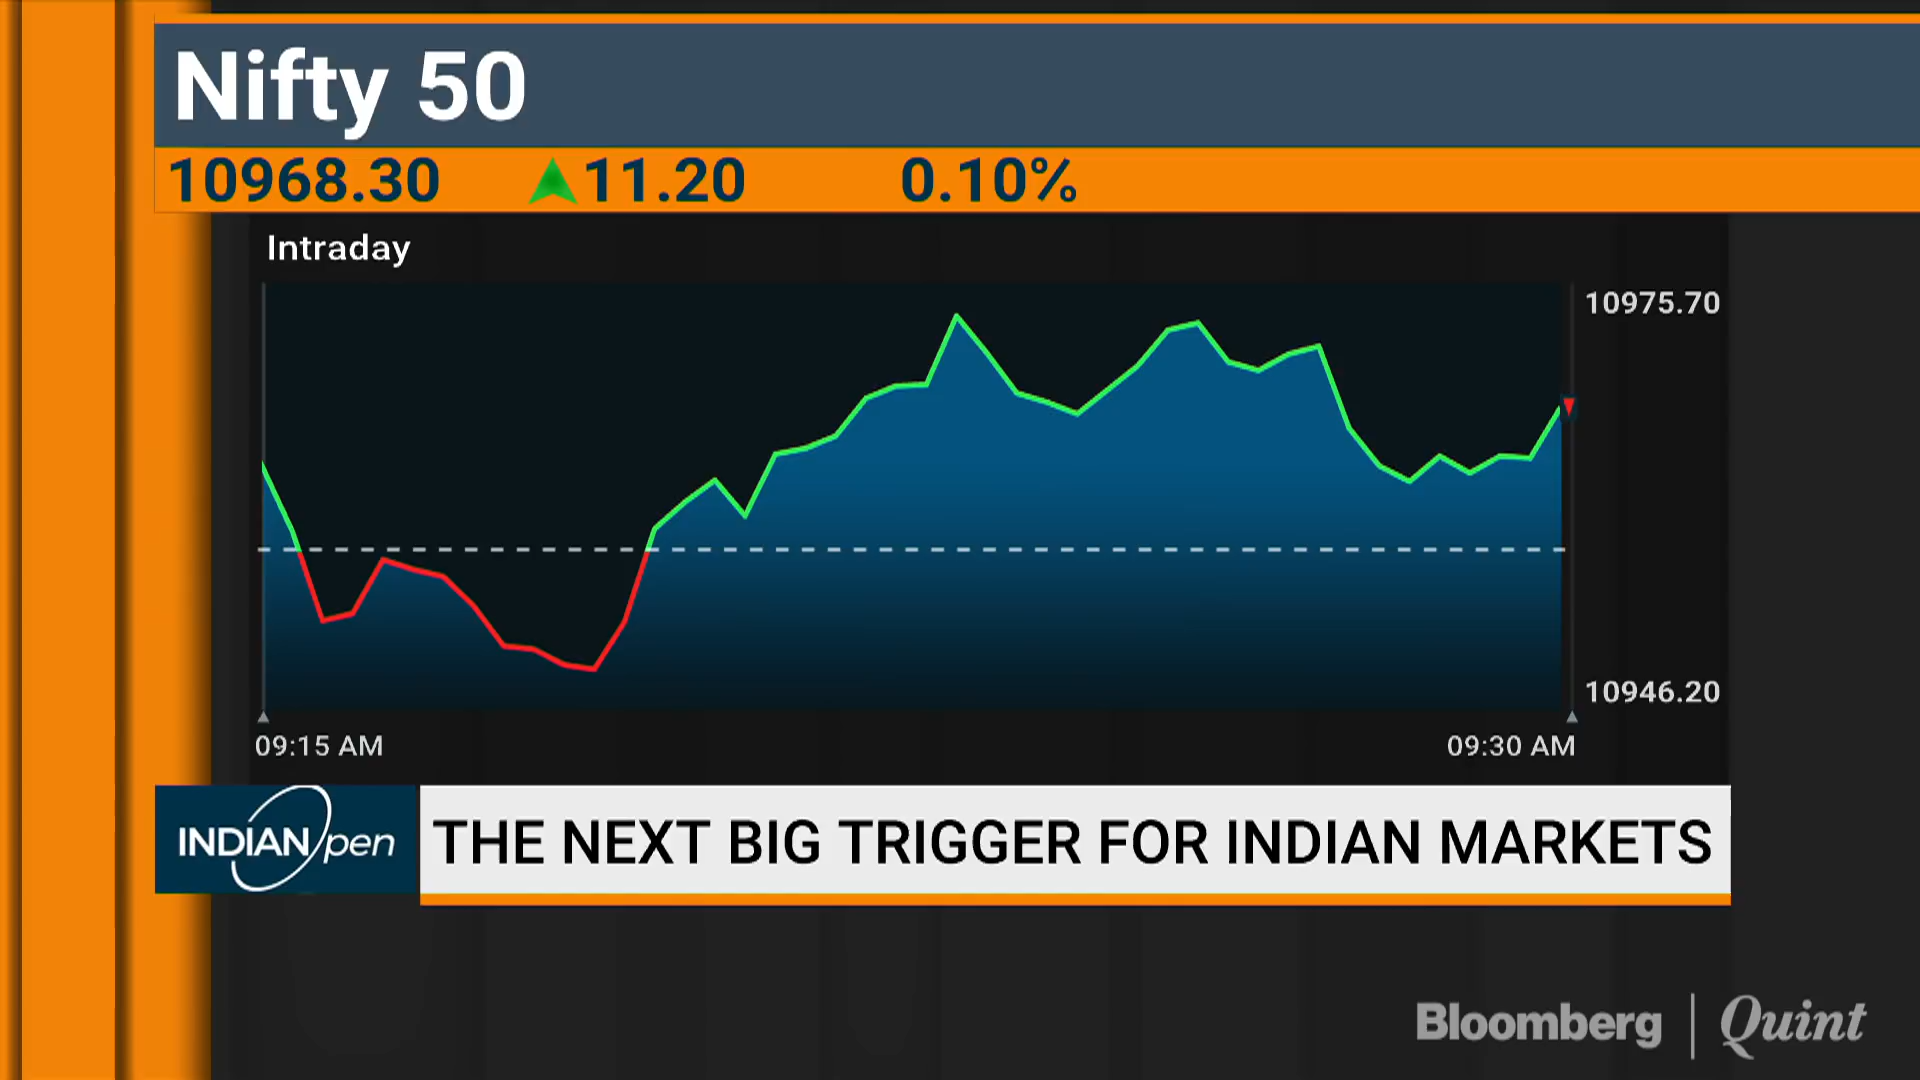 Nifty 50
10968.30 11.20 0.10%
Intraday
10975.70
10946.20
09:15 AM 09:30 AM
INDIAN Open
THE NEXT BIG TRIGGER FOR INDIAN MARKETS
Bloomberg | Quint